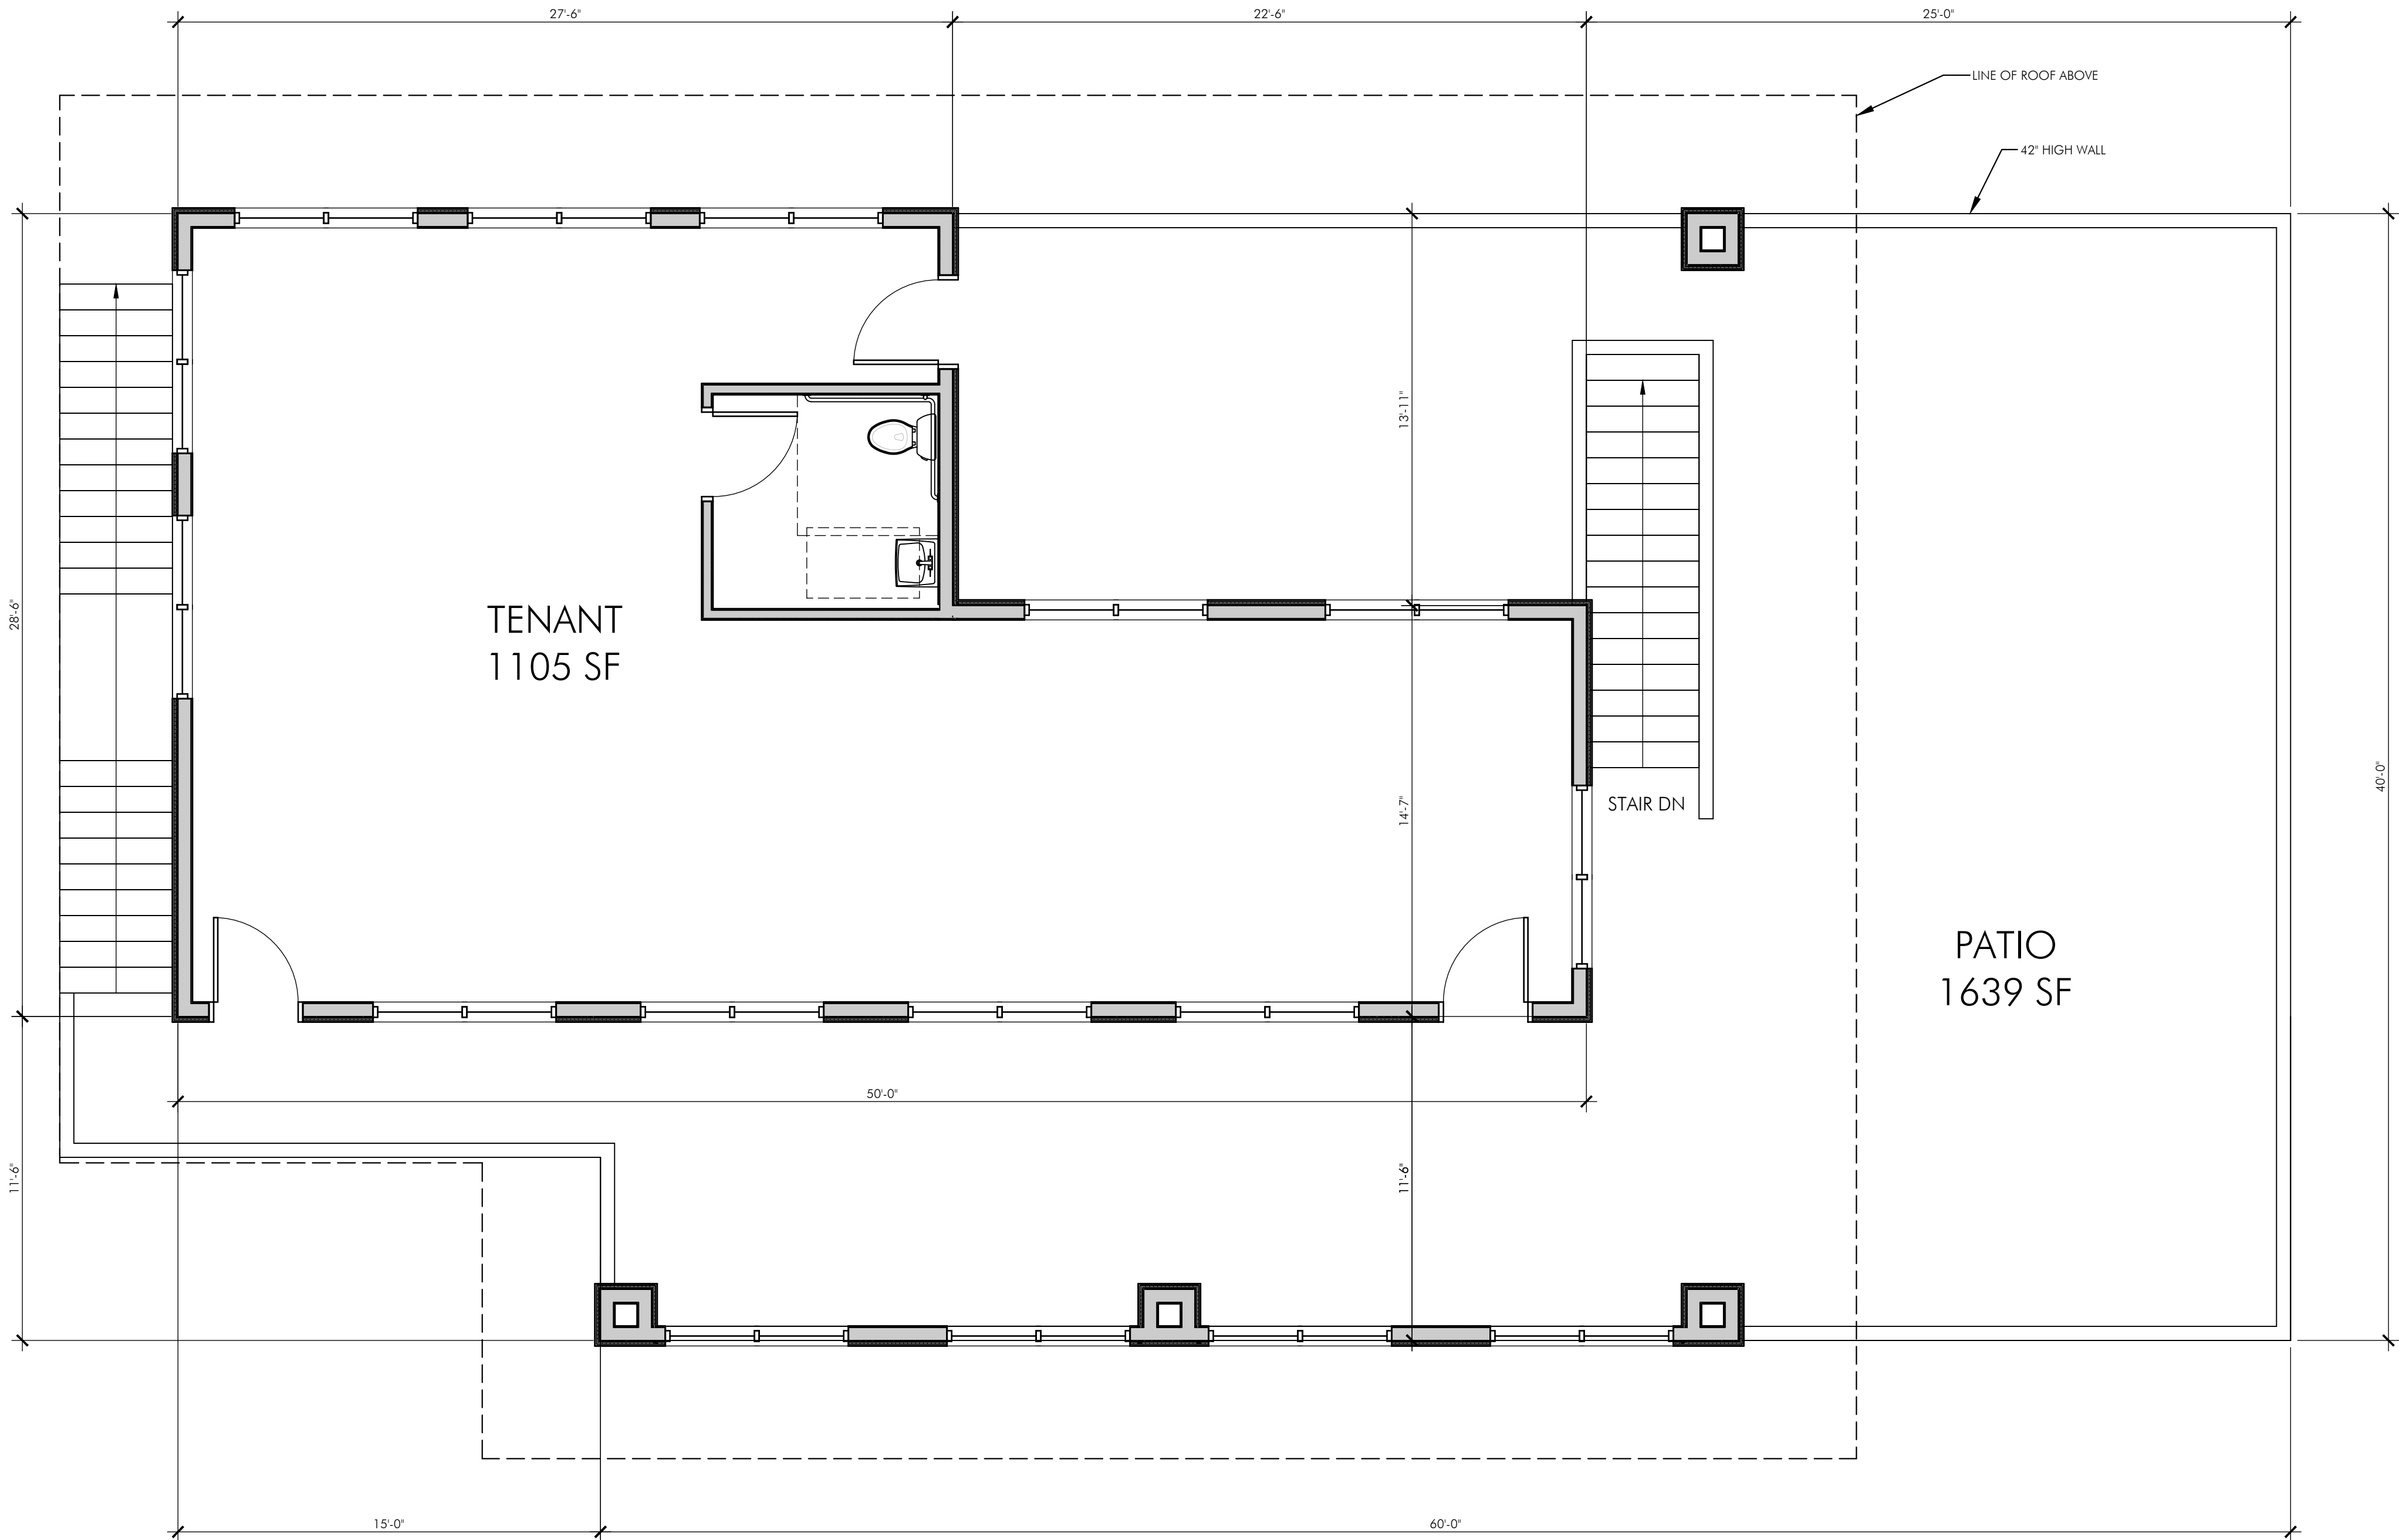 27'-6"
22'-6"
25'-0"
LINE OF ROOF ABOVE
42" HIGH WALL
13'-11"
28'-6"
TENANT
1105 SF
40'-0"
14'-7"
STAIR DN
PATIO
1639 SF
50'-0"
11'-6"
11'-6"
15'-0"
60'-0"